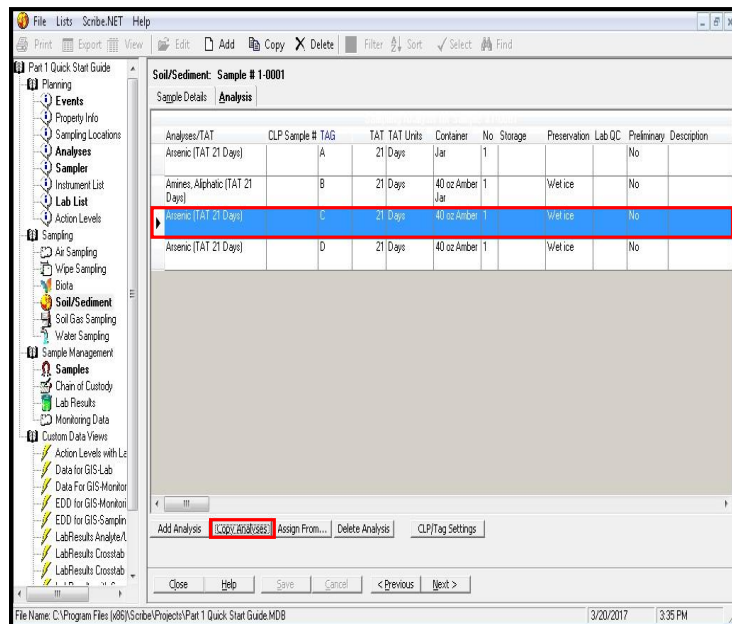 File Lists Scribe.NET Help
Print Export View Edit Add Copy Delete Filter Sort Select Find
Part 1 Quick Start Guide
Planning
Events
Property Info
Sampling Locations
Analyses
Sampler
Instrument List
Lab List
Action Levels
Sampling
Air Sampling
Wipe Sampling
Biota
Soil/Sediment
Soil Gas Sampling
Water Sampling
Sample Management
Samples
Chain of Custody
Lab Results
Monitoring Data
Custom Data Views
Action Levels with La
Data for GIS-Lab
Data For GIS-Monitor
EDD for GIS-Monitori
EDD for GIS-Samplin
LabResults Analyte/L
LabResults Crosstab
LabResults Crosstab
Soil/Sediment: Sample # 1-0001
Sample Details Analysis
Analyses/TAT CLP Sample # TAG TAT TAT Units Container No Storage Preservation Lab QC Preliminary Description
Arsenic (TAT 21 Days) A 21 Days Jar 1 No
Amines, Aliphatic (TAT 21 B 21 Days 40 oz Amber 1 Wet ice No
Days) Jar
Arsenic (TAT 21 Days) C 21 Days 40 oz Amber 1 Wet ice No
Arsenic (TAT 21 Days) D 21 Days 40 oz Amber 1 Wet ice No
Add Analysis Copy Analyses Assign From... Delete Analysis CLP/Tag Settings
Close Help Save Cancel < Previous Next >
File Name: C:\Program Files (x86)\Scribe\Projects\Part 1 Quick Start Guide.MDB 3/20/2017 3:35 PM